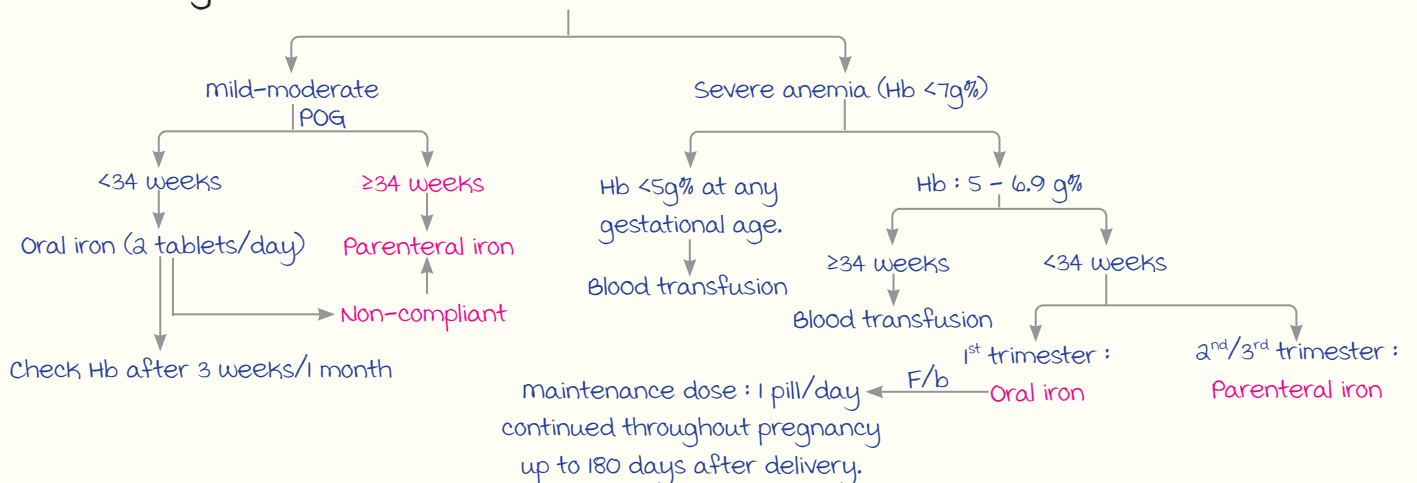 mild-moderate
Severe anemia (Hb <7g%)
POG
<34 weeks
≥34 weeks
Hb <5g% at any
gestational age.
Hb : 5 - 6.9 g%
Oral iron (2 tablets/day)
Parenteral iron
≥34 weeks
<34 weeks
Blood transfusion
Non-compliant
Blood transfusion
Check Hb after 3 weeks/1 month
1st trimester :
Oral iron
2nd/3rd trimester :
Parenteral iron
F/b
maintenance dose : 1 pill/day
continued throughout pregnancy
up to 180 days after delivery.